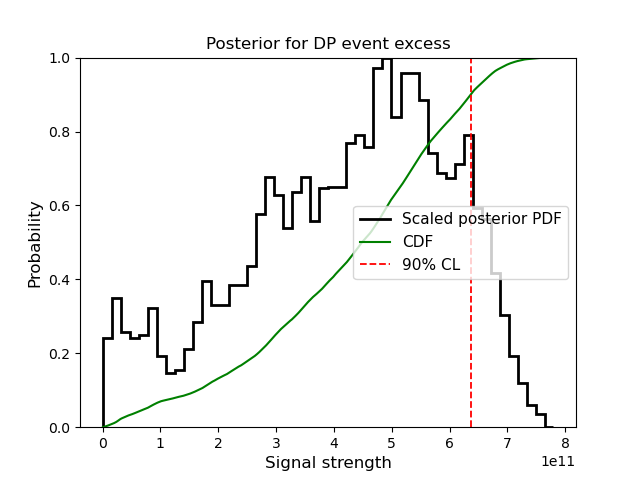 Posterior for DP event excess
1.0
0.8
0.6
0.4
0.2
0.0
Probability
Scaled posterior PDF
CDF
90% CL
0 1 2 3 4 5 6 7 8
1e11
Signal strength